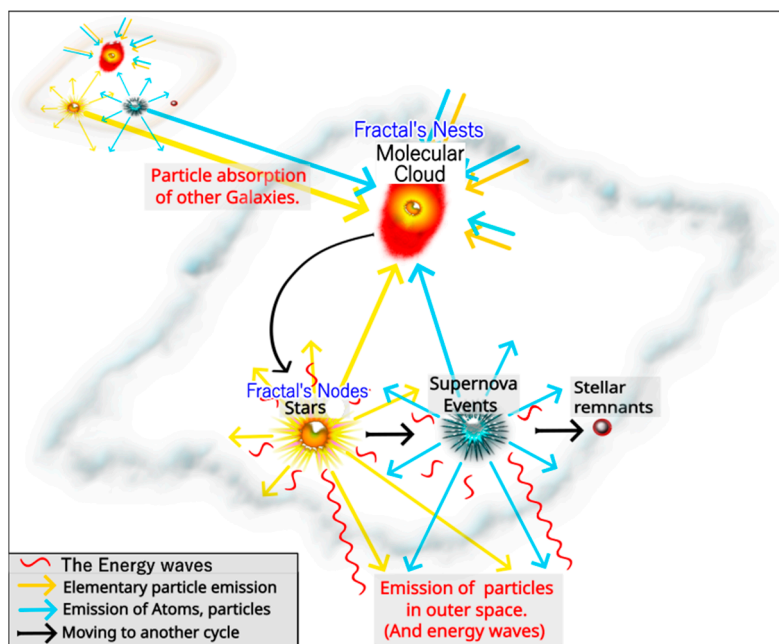 Fractal's Nests
Molecular
Cloud
Particle absorption
of other Galaxies.
Fractal's Nodes
Stars
Supernova
Events
Stellar
remnants
The Energy waves
Elementary particle emission
Emission of Atoms, particles
Moving to another cycle
Emission of particles
in outer space.
(And energy waves)